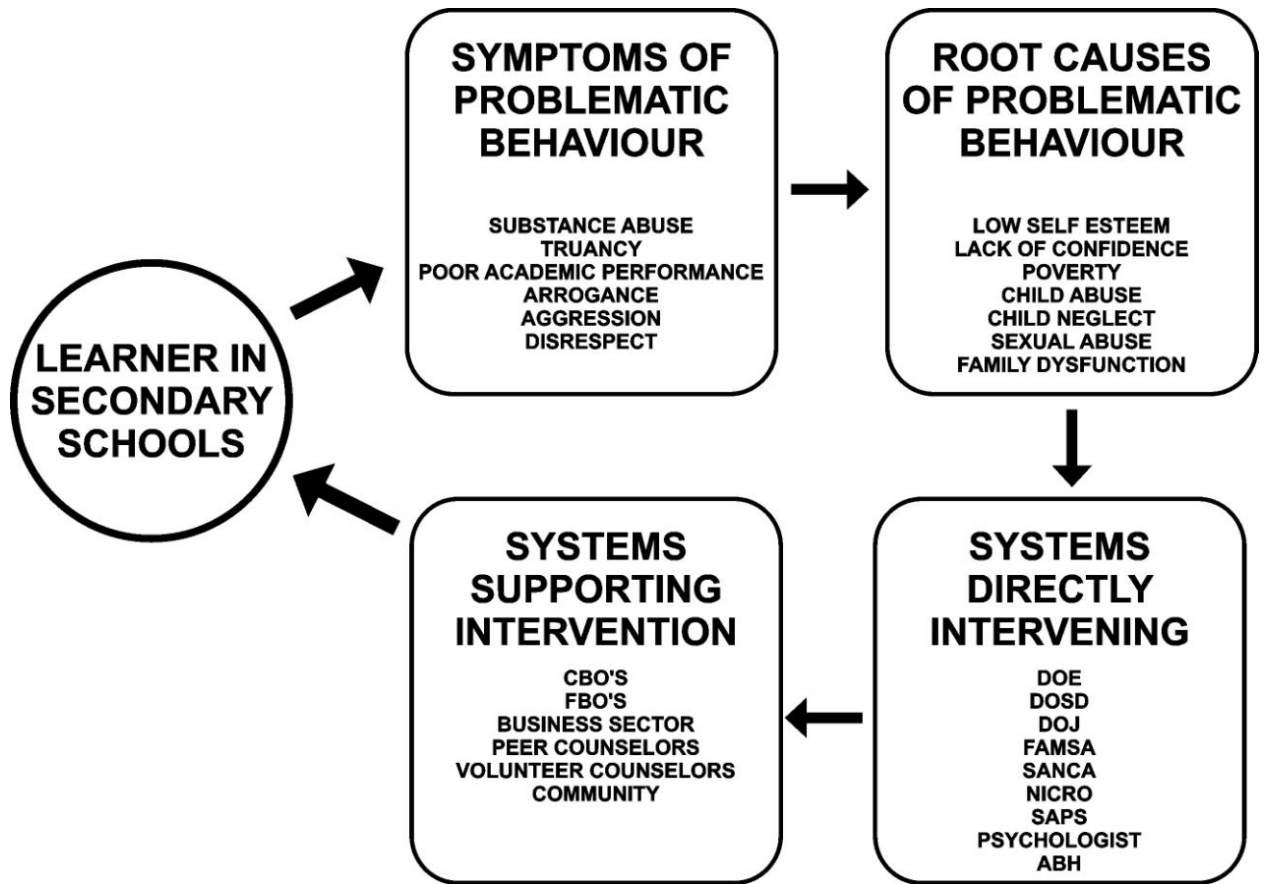 SYMPTOMS OF
PROBLEMATIC
BEHAVIOUR
SUBSTANCE ABUSE
TRUANCY
POOR ACADEMIC PERFORMANCE
ARROGANCE
AGGRESSION
DISRESPECT
ROOT CAUSES
OF PROBLEMATIC
BEHAVIOUR
LOW SELF ESTEEM
LACK OF CONFIDENCE
POVERTY
CHILD ABUSE
CHILD NEGLECT
SEXUAL ABUSE
FAMILY DYSFUNCTION
LEARNER IN
SECONDARY
SCHOOLS
SYSTEMS
SUPPORTING
INTERVENTION
CBO'S
FBO'S
BUSINESS SECTOR
PEER COUNSELORS
VOLUNTEER COUNSELORS
COMMUNITY
SYSTEMS
DIRECTLY
INTERVENING
DOE
DOSD
DOJ
FAMSA
SANCA
NICRO
SAPS
PSYCHOLOGIST
ABH